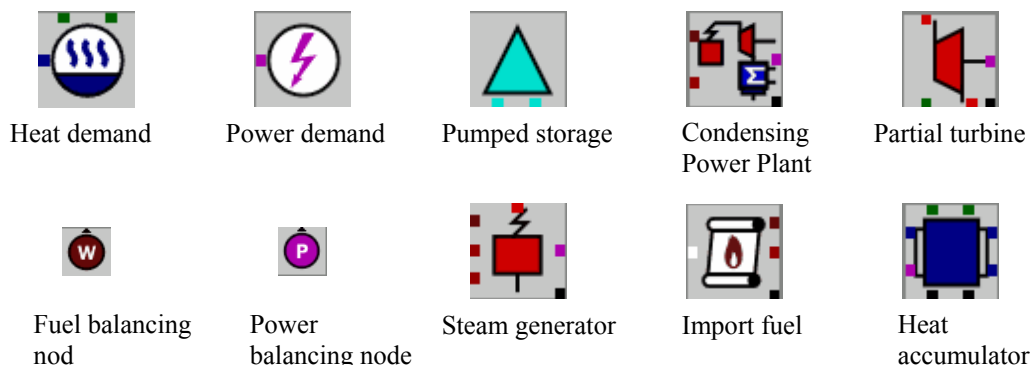 Heat demand
Power demand
Pumped storage
Condensing
Power Plant
Partial turbine
Σ
W
P
Fuel balancing
nod
Power
balancing node
Steam generator
Import fuel
Heat
accumulator